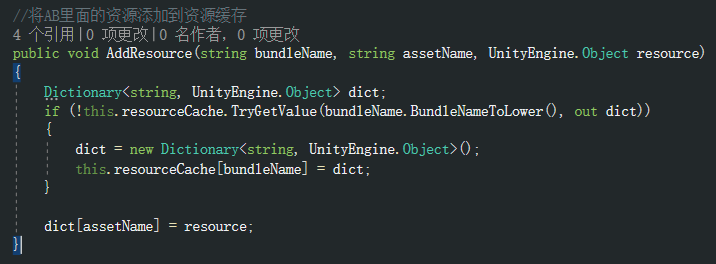 //将AB里面的资源添加到资源缓存
4 个引用|0 项更改|0 名作者, 0 项更改
public void AddResource(string bundleName, string assetName, UnityEngine.Object resource)
{
Dictionary<string, UnityEngine.Object> dict;
if (!this.resourceCache.TryGetValue(bundleName.BundleNameToLower(), out dict))
{
dict = new Dictionary<string, UnityEngine.Object>();
this.resourceCache[bundleName] = dict;
}
dict[assetName] = resource;
}